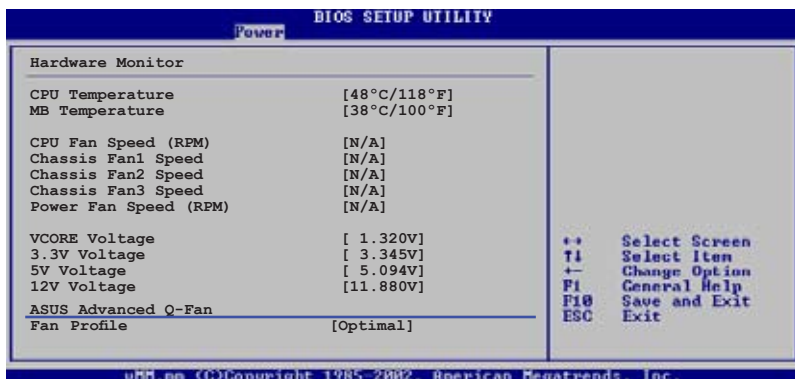 BIOS SETUP UTILITY
Power
Hardware Monitor
CPU Temperature [48°C/118°F]
MB Temperature [38°C/100°F]
CPU Fan Speed (RPM) [N/A]
Chassis Fan1 Speed [N/A]
Chassis Fan2 Speed [N/A]
Chassis Fan3 Speed [N/A]
Power Fan Speed (RPM) [N/A]
VCORE Voltage [ 1.320V]
3.3V Voltage [ 3.345V]
5V Voltage [ 5.094V]
12V Voltage [11.880V]
ASUS Advanced Q-Fan
Fan Profile [Optimal]
←→ Select Screen
↑↓ Select Item
+- Change Option
F1 General Help
F10 Save and Exit
ESC Exit
(C)Copyright 1985-2002, American Megatrends, Inc.